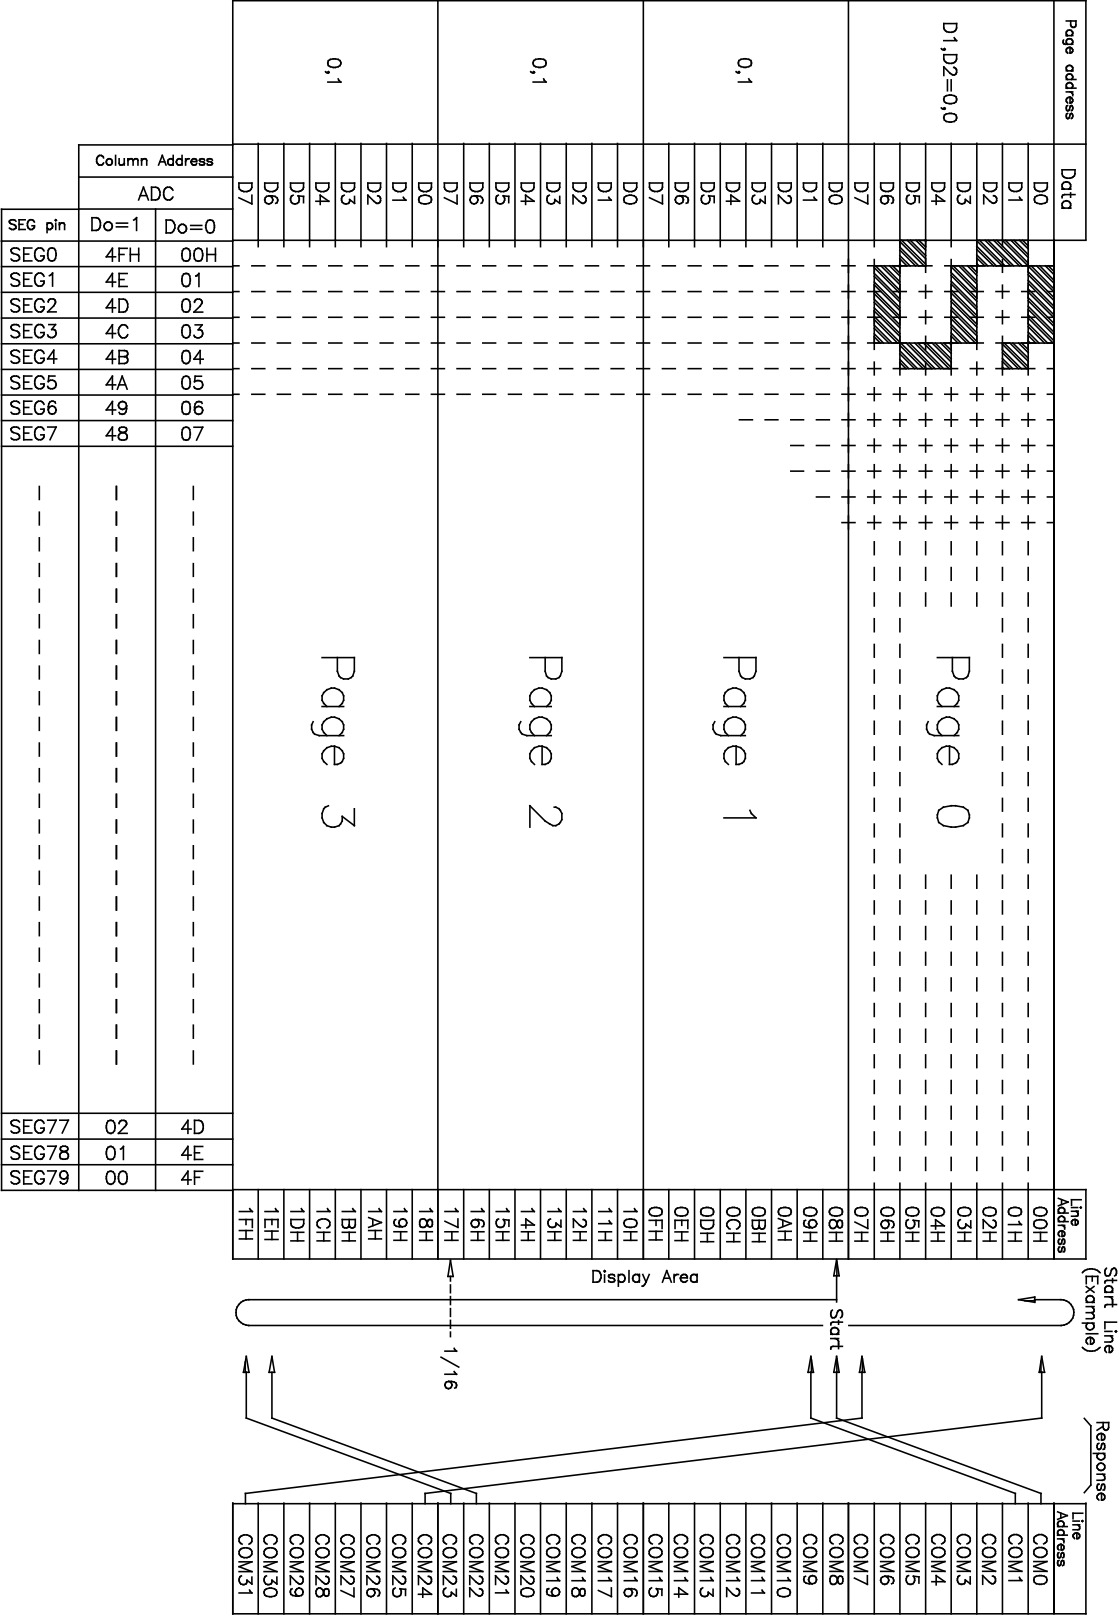 Page address
Data
Line Address
Start Line (Example)
Response
Line Address
D1,D2=0,0
D0
D1
D2
D3
D4
D5
D6
D7
Page 0
00H
01H
02H
03H
04H
05H
06H
07H
COM0
COM1
COM2
COM3
COM4
COM5
COM6
COM7
0,1
D0
D1
D2
D3
D4
D5
D6
D7
Page 1
08H
09H
0AH
0BH
0CH
0DH
0EH
0FH
Start
Display Area
COM8
COM9
COM10
COM11
COM12
COM13
COM14
COM15
0,1
D0
D1
D2
D3
D4
D5
D6
D7
Page 2
10H
11H
12H
13H
14H
15H
16H
17H
1/16
COM16
COM17
COM18
COM19
COM20
COM21
COM22
COM23
0,1
D0
D1
D2
D3
D4
D5
D6
D7
Page 3
18H
19H
1AH
1BH
1CH
1DH
1EH
1FH
COM24
COM25
COM26
COM27
COM28
COM29
COM30
COM31
Column Address
ADC
SEG pin Do=1 Do=0
SEG0 4FH 00H
SEG1 4E 01
SEG2 4D 02
SEG3 4C 03
SEG4 4B 04
SEG5 4A 05
SEG6 49 06
SEG7 48 07
SEG77 02 4D
SEG78 01 4E
SEG79 00 4F